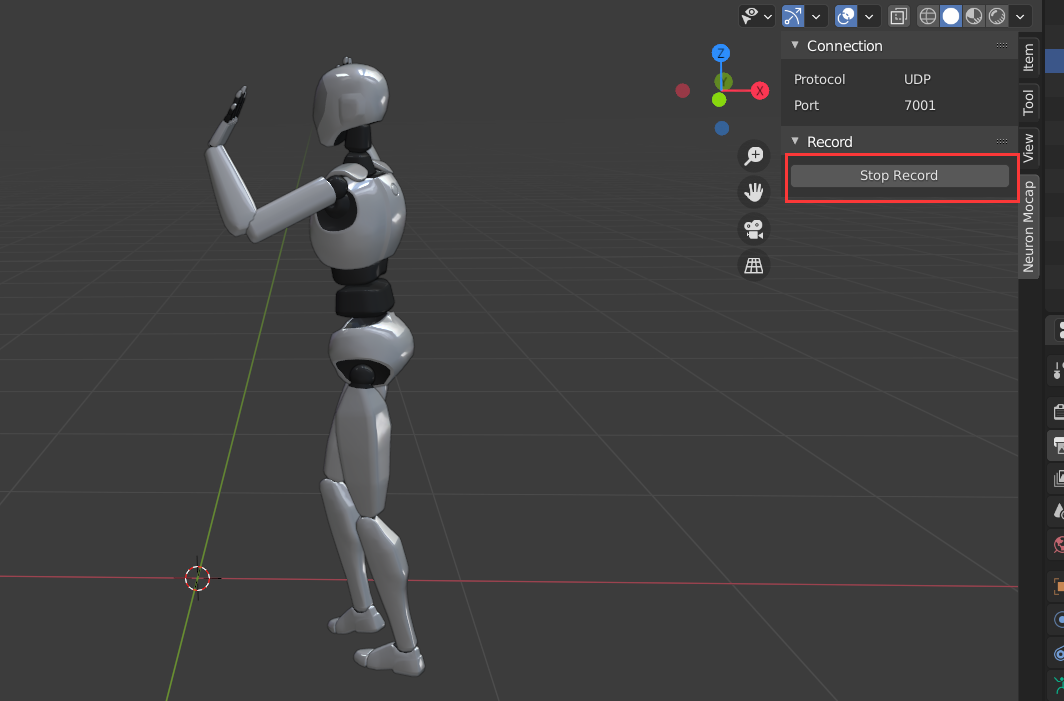 Z
Y
X
Connection
Protocol UDP
Port 7001
Record
Stop Record
Item
Tool
View
Neuron Mocap